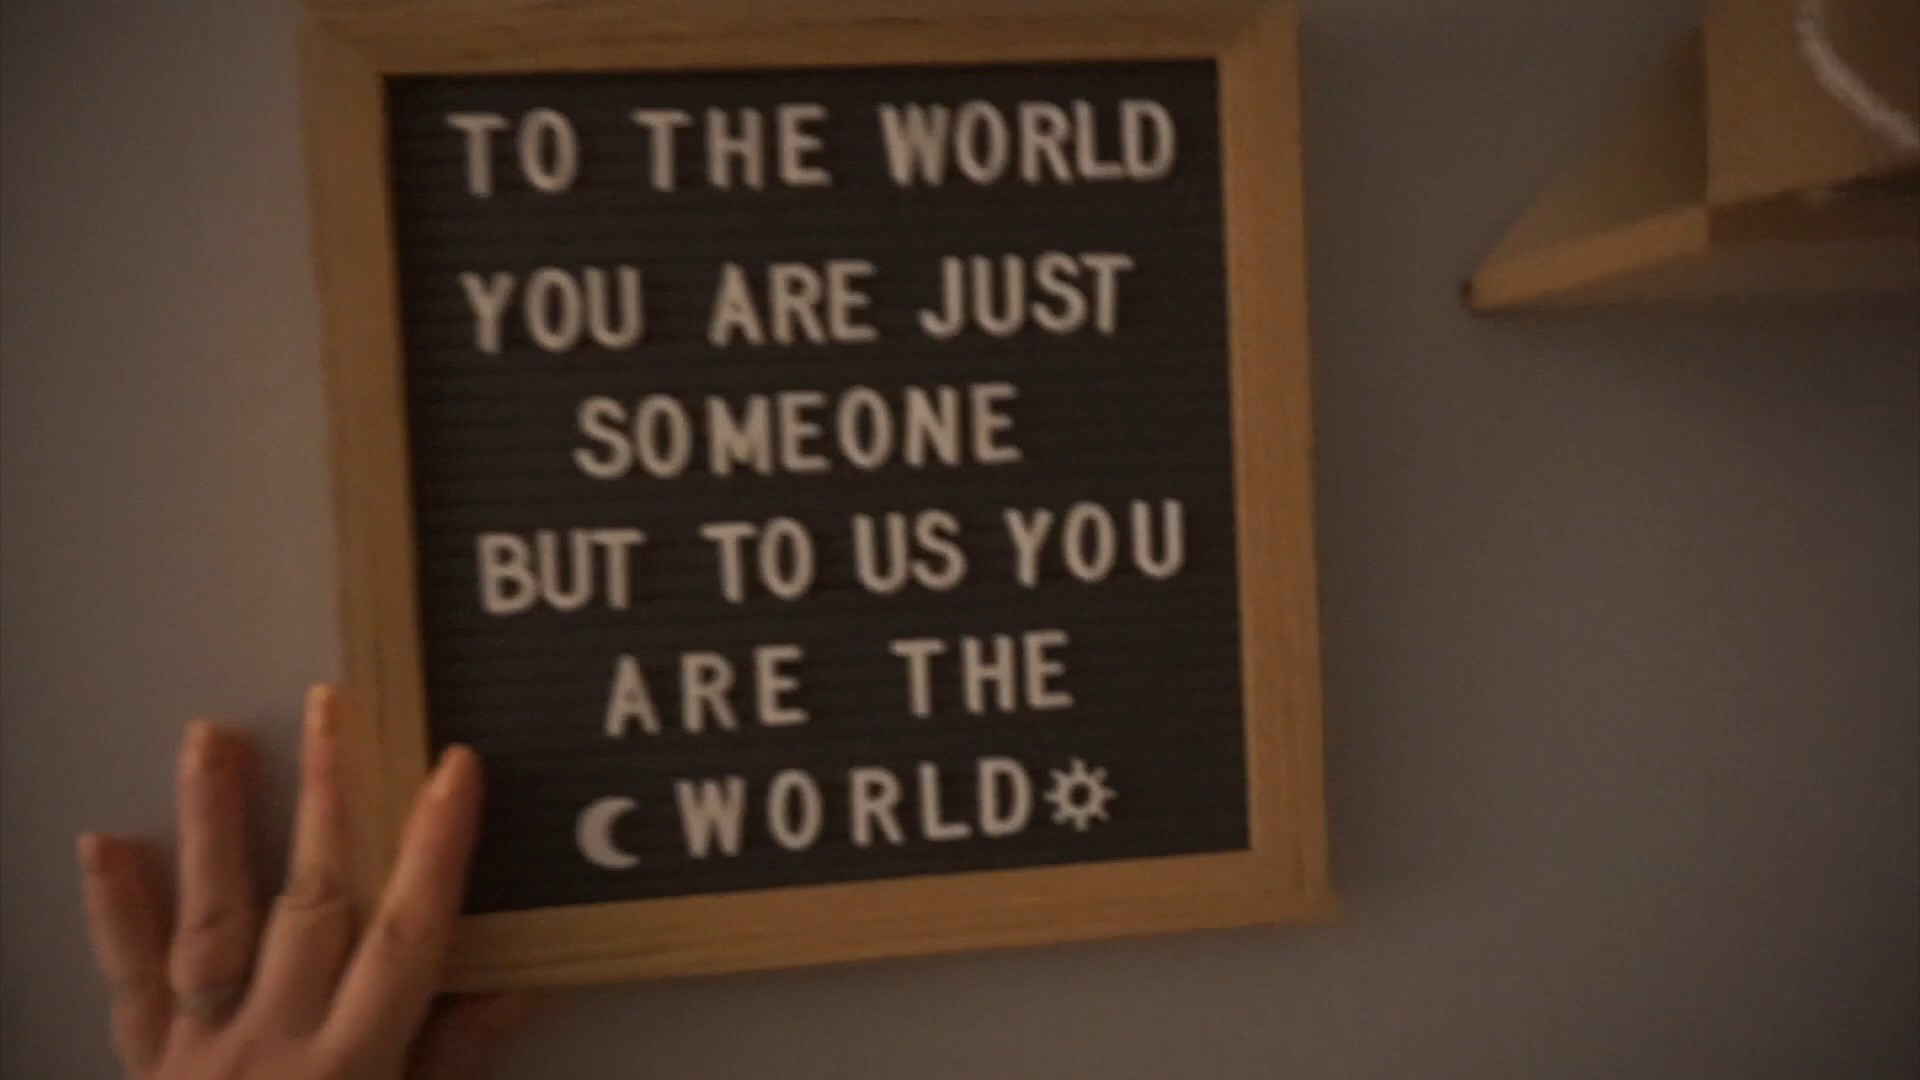 TO THE WORLD
YOU ARE JUST
SOMEONE
BUT TO US YOU
ARE THE
WORLD